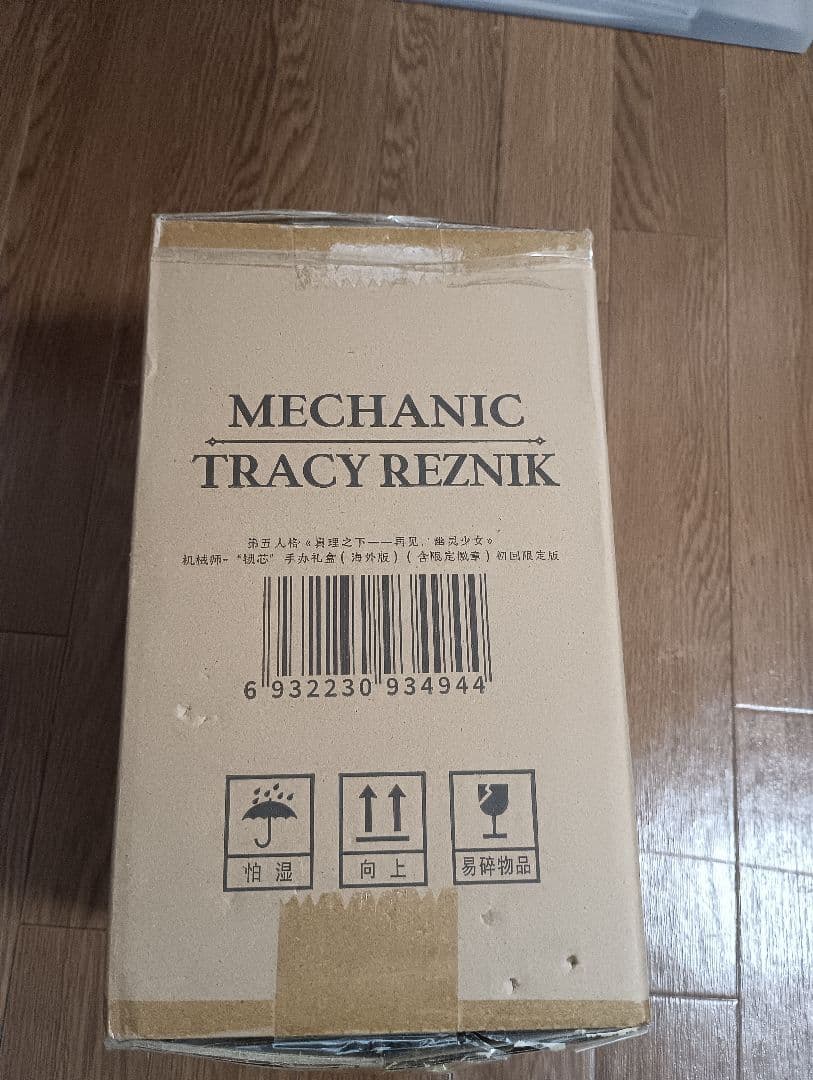 MECHANIC
TRACY REZNIK
第五人格《真理之下——再见，幽灵少女》
机械师-“锁芯”手办礼盒(海外版)(含限定徽章)初回限定版
6 932230 934944
怕湿
向上
易碎物品